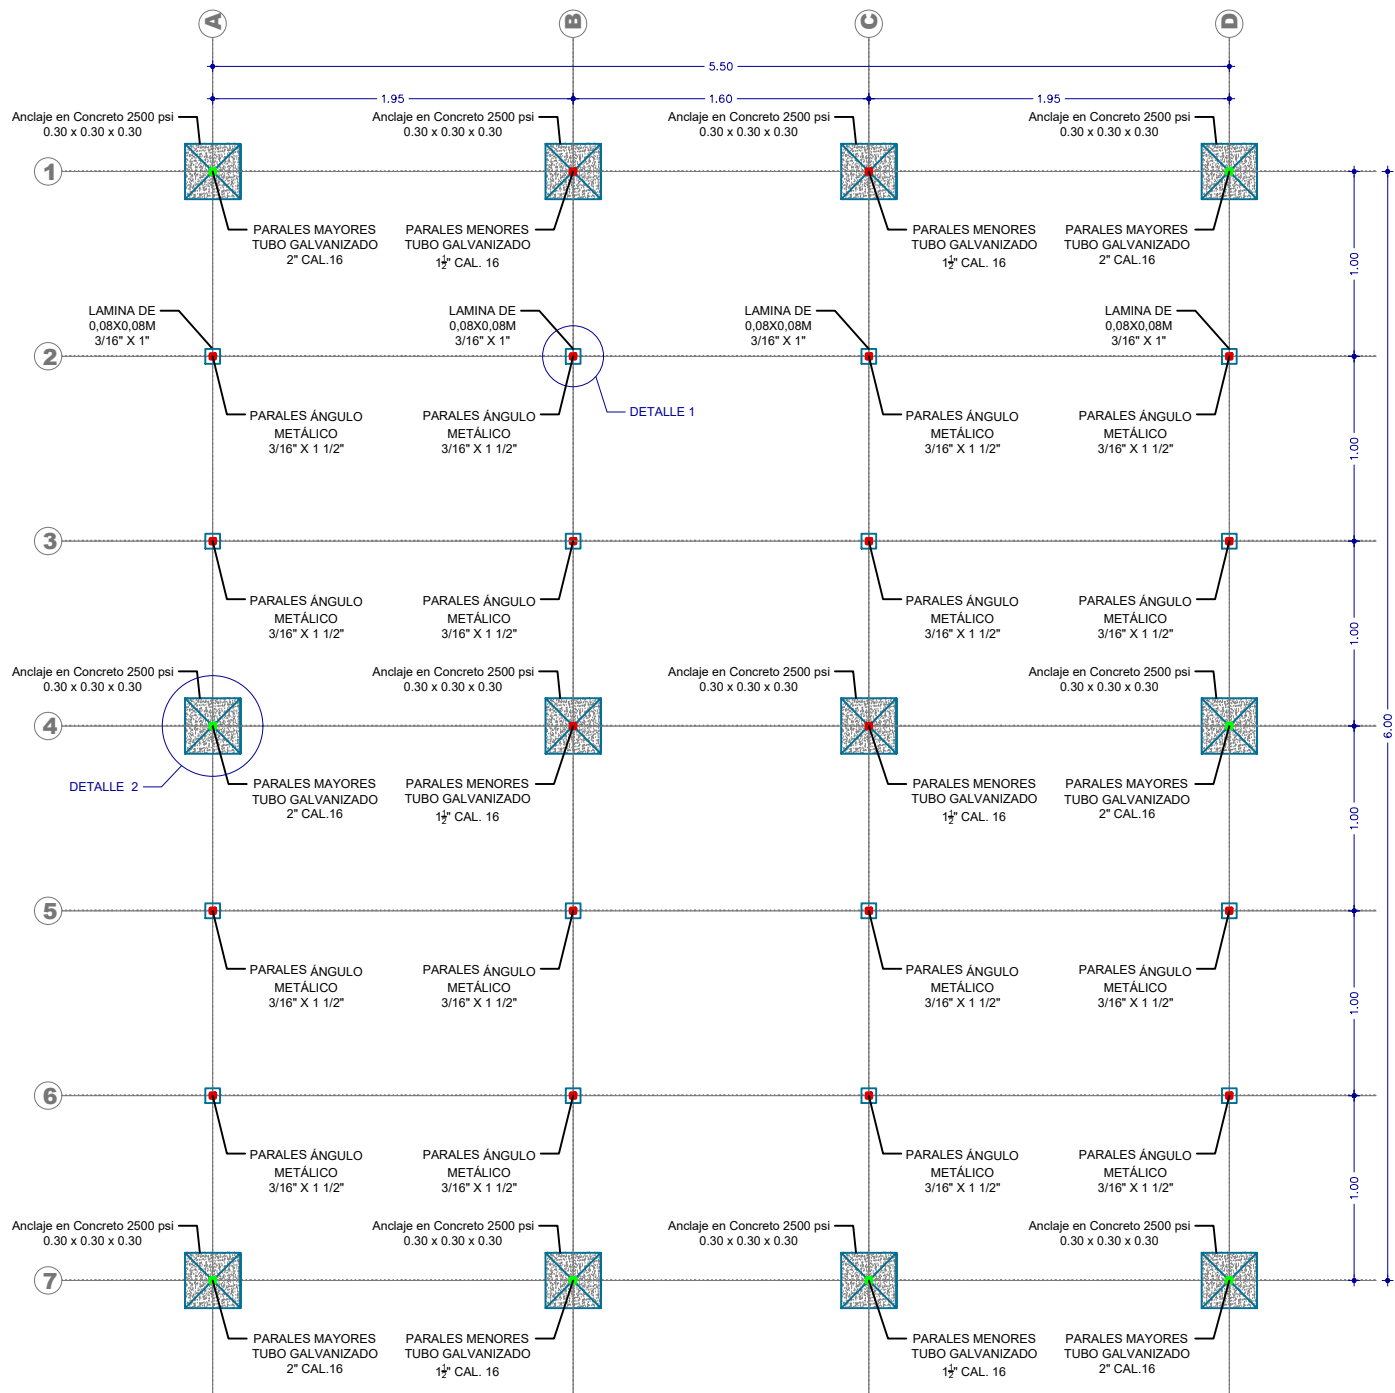 A
B
C
D
5.50
1.95
1.60
1.95
Anclaje en Concreto 2500 psi
0.30 x 0.30 x 0.30
Anclaje en Concreto 2500 psi
0.30 x 0.30 x 0.30
Anclaje en Concreto 2500 psi
0.30 x 0.30 x 0.30
Anclaje en Concreto 2500 psi
0.30 x 0.30 x 0.30
1
PARALES MAYORES
TUBO GALVANIZADO
2" CAL.16
PARALES MENORES
TUBO GALVANIZADO
1½" CAL. 16
PARALES MENORES
TUBO GALVANIZADO
1½" CAL. 16
PARALES MAYORES
TUBO GALVANIZADO
2" CAL.16
1.00
LAMINA DE
0,08X0,08M
3/16" X 1"
LAMINA DE
0,08X0,08M
3/16" X 1"
LAMINA DE
0,08X0,08M
3/16" X 1"
LAMINA DE
0,08X0,08M
3/16" X 1"
2
PARALES ÁNGULO
METÁLICO
3/16" X 1 1/2"
PARALES ÁNGULO
METÁLICO
3/16" X 1 1/2"
DETALLE 1
PARALES ÁNGULO
METÁLICO
3/16" X 1 1/2"
PARALES ÁNGULO
METÁLICO
3/16" X 1 1/2"
1.00
3
PARALES ÁNGULO
METÁLICO
3/16" X 1 1/2"
PARALES ÁNGULO
METÁLICO
3/16" X 1 1/2"
PARALES ÁNGULO
METÁLICO
3/16" X 1 1/2"
PARALES ÁNGULO
METÁLICO
3/16" X 1 1/2"
1.00
Anclaje en Concreto 2500 psi
0.30 x 0.30 x 0.30
Anclaje en Concreto 2500 psi
0.30 x 0.30 x 0.30
Anclaje en Concreto 2500 psi
0.30 x 0.30 x 0.30
Anclaje en Concreto 2500 psi
0.30 x 0.30 x 0.30
4
6.00
DETALLE 2
PARALES MAYORES
TUBO GALVANIZADO
2" CAL.16
PARALES MENORES
TUBO GALVANIZADO
1½" CAL. 16
PARALES MENORES
TUBO GALVANIZADO
1½" CAL. 16
PARALES MAYORES
TUBO GALVANIZADO
2" CAL.16
1.00
5
PARALES ÁNGULO
METÁLICO
3/16" X 1 1/2"
PARALES ÁNGULO
METÁLICO
3/16" X 1 1/2"
PARALES ÁNGULO
METÁLICO
3/16" X 1 1/2"
PARALES ÁNGULO
METÁLICO
3/16" X 1 1/2"
1.00
6
PARALES ÁNGULO
METÁLICO
3/16" X 1 1/2"
PARALES ÁNGULO
METÁLICO
3/16" X 1 1/2"
PARALES ÁNGULO
METÁLICO
3/16" X 1 1/2"
PARALES ÁNGULO
METÁLICO
3/16" X 1 1/2"
1.00
Anclaje en Concreto 2500 psi
0.30 x 0.30 x 0.30
Anclaje en Concreto 2500 psi
0.30 x 0.30 x 0.30
Anclaje en Concreto 2500 psi
0.30 x 0.30 x 0.30
Anclaje en Concreto 2500 psi
0.30 x 0.30 x 0.30
7
PARALES MAYORES
TUBO GALVANIZADO
2" CAL.16
PARALES MENORES
TUBO GALVANIZADO
1½" CAL. 16
PARALES MENORES
TUBO GALVANIZADO
1½" CAL. 16
PARALES MAYORES
TUBO GALVANIZADO
2" CAL.16